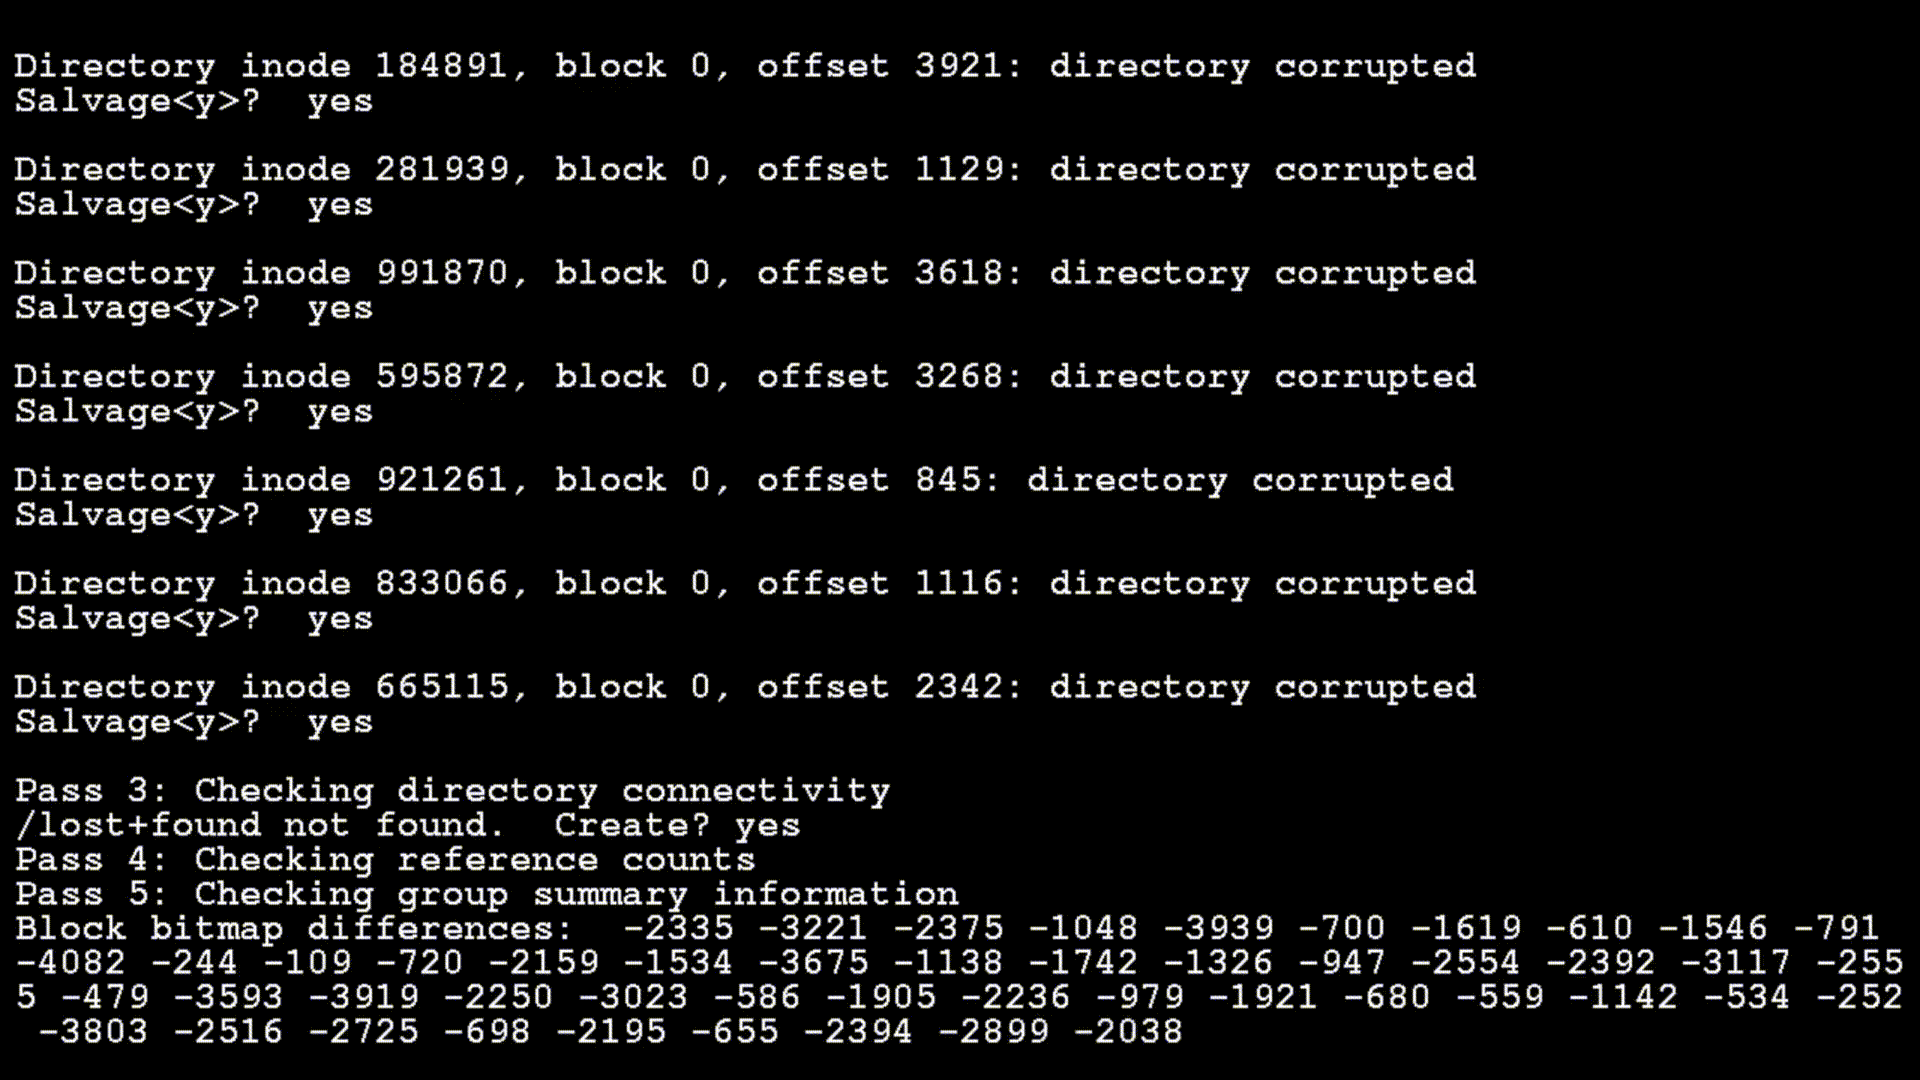 Directory inode 184891, block 0, offset 3921: directory corrupted
Salvage<y>?  yes
Directory inode 281939, block 0, offset 1129: directory corrupted
Salvage<y>?  yes
Directory inode 991870, block 0, offset 3618: directory corrupted
Salvage<y>?  yes
Directory inode 595872, block 0, offset 3268: directory corrupted
Salvage<y>?  yes
Directory inode 921261, block 0, offset 845: directory corrupted
Salvage<y>?  yes
Directory inode 833066, block 0, offset 1116: directory corrupted
Salvage<y>?  yes
Directory inode 665115, block 0, offset 2342: directory corrupted
Salvage<y>?  yes
Pass 3: Checking directory connectivity
/lost+found not found.  Create? yes
Pass 4: Checking reference counts
Pass 5: Checking group summary information
Block bitmap differences:  -2335 -3221 -2375 -1048 -3939 -700 -1619 -610 -1546 -791
-4082 -244 -109 -720 -2159 -1534 -3675 -1138 -1742 -1326 -947 -2554 -2392 -3117 -255
5 -479 -3593 -3919 -2250 -3023 -586 -1905 -2236 -979 -1921 -680 -559 -1142 -534 -252
-3803 -2516 -2725 -698 -2195 -655 -2394 -2899 -2038